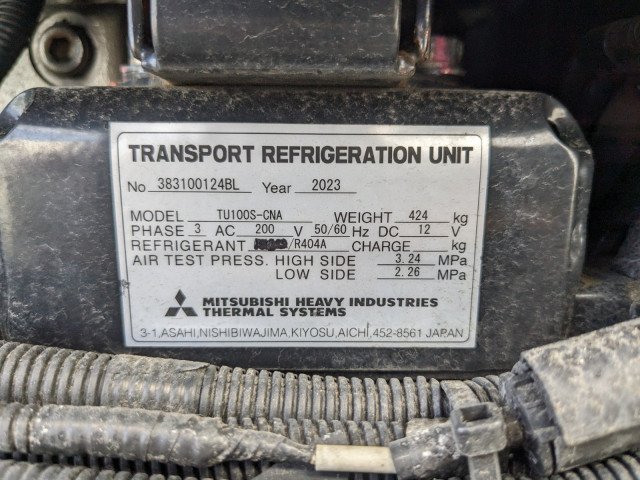 TRANSPORT REFRIGERATION UNIT
No 383100124BL Year 2023
MODEL TU100S-CNA WEIGHT 424 kg
PHASE 3 AC 200 V 50/60 Hz DC 12 V
REFRIGERANT /R404A CHARGE kg
AIR TEST PRESS. HIGH SIDE 3.24 MPa
LOW SIDE 2.26 MPa
MITSUBISHI HEAVY INDUSTRIES
THERMAL SYSTEMS
3-1,ASAHI,NISHIBIWAJIMA,KIYOSU,AICHI,452-8561 JAPAN